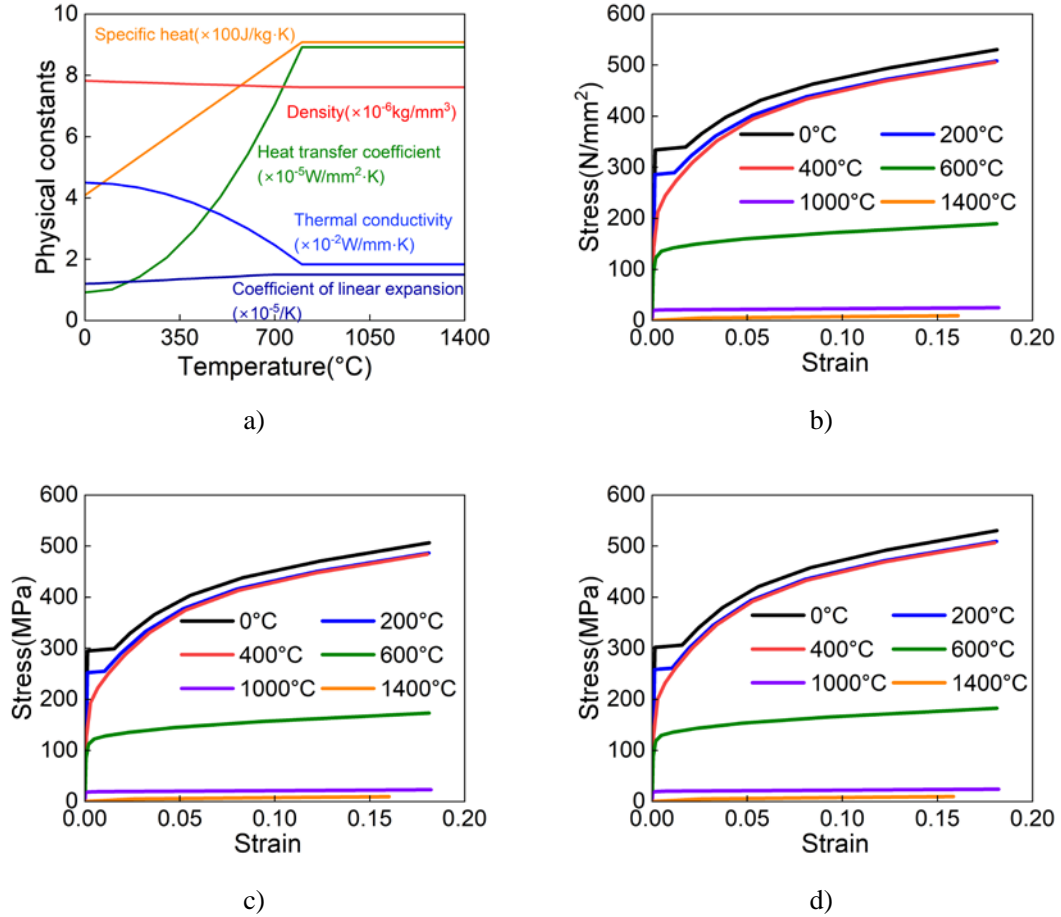 Physical constants
10
8
6
4
2
0
Specific heat(×100J/kg·K)
Density(×10⁻⁶kg/mm³)
Heat transfer coefficient
(×10⁻⁵W/mm²·K)
Thermal conductivity
(×10⁻²W/mm·K)
Coefficient of linear expansion
(×10⁻⁵/K)
0 350 700 1050 1400
Temperature(°C)
a)
Stress(N/mm²)
600
500
400
300
200
100
0
0°C 200°C
400°C 600°C
1000°C 1400°C
0.00 0.05 0.10 0.15 0.20
Strain
b)
Stress(MPa)
600
500
400
300
200
100
0
0°C 200°C
400°C 600°C
1000°C 1400°C
0.00 0.05 0.10 0.15 0.20
Strain
c)
Stress(MPa)
600
500
400
300
200
100
0
0°C 200°C
400°C 600°C
1000°C 1400°C
0.00 0.05 0.10 0.15 0.20
Strain
d)